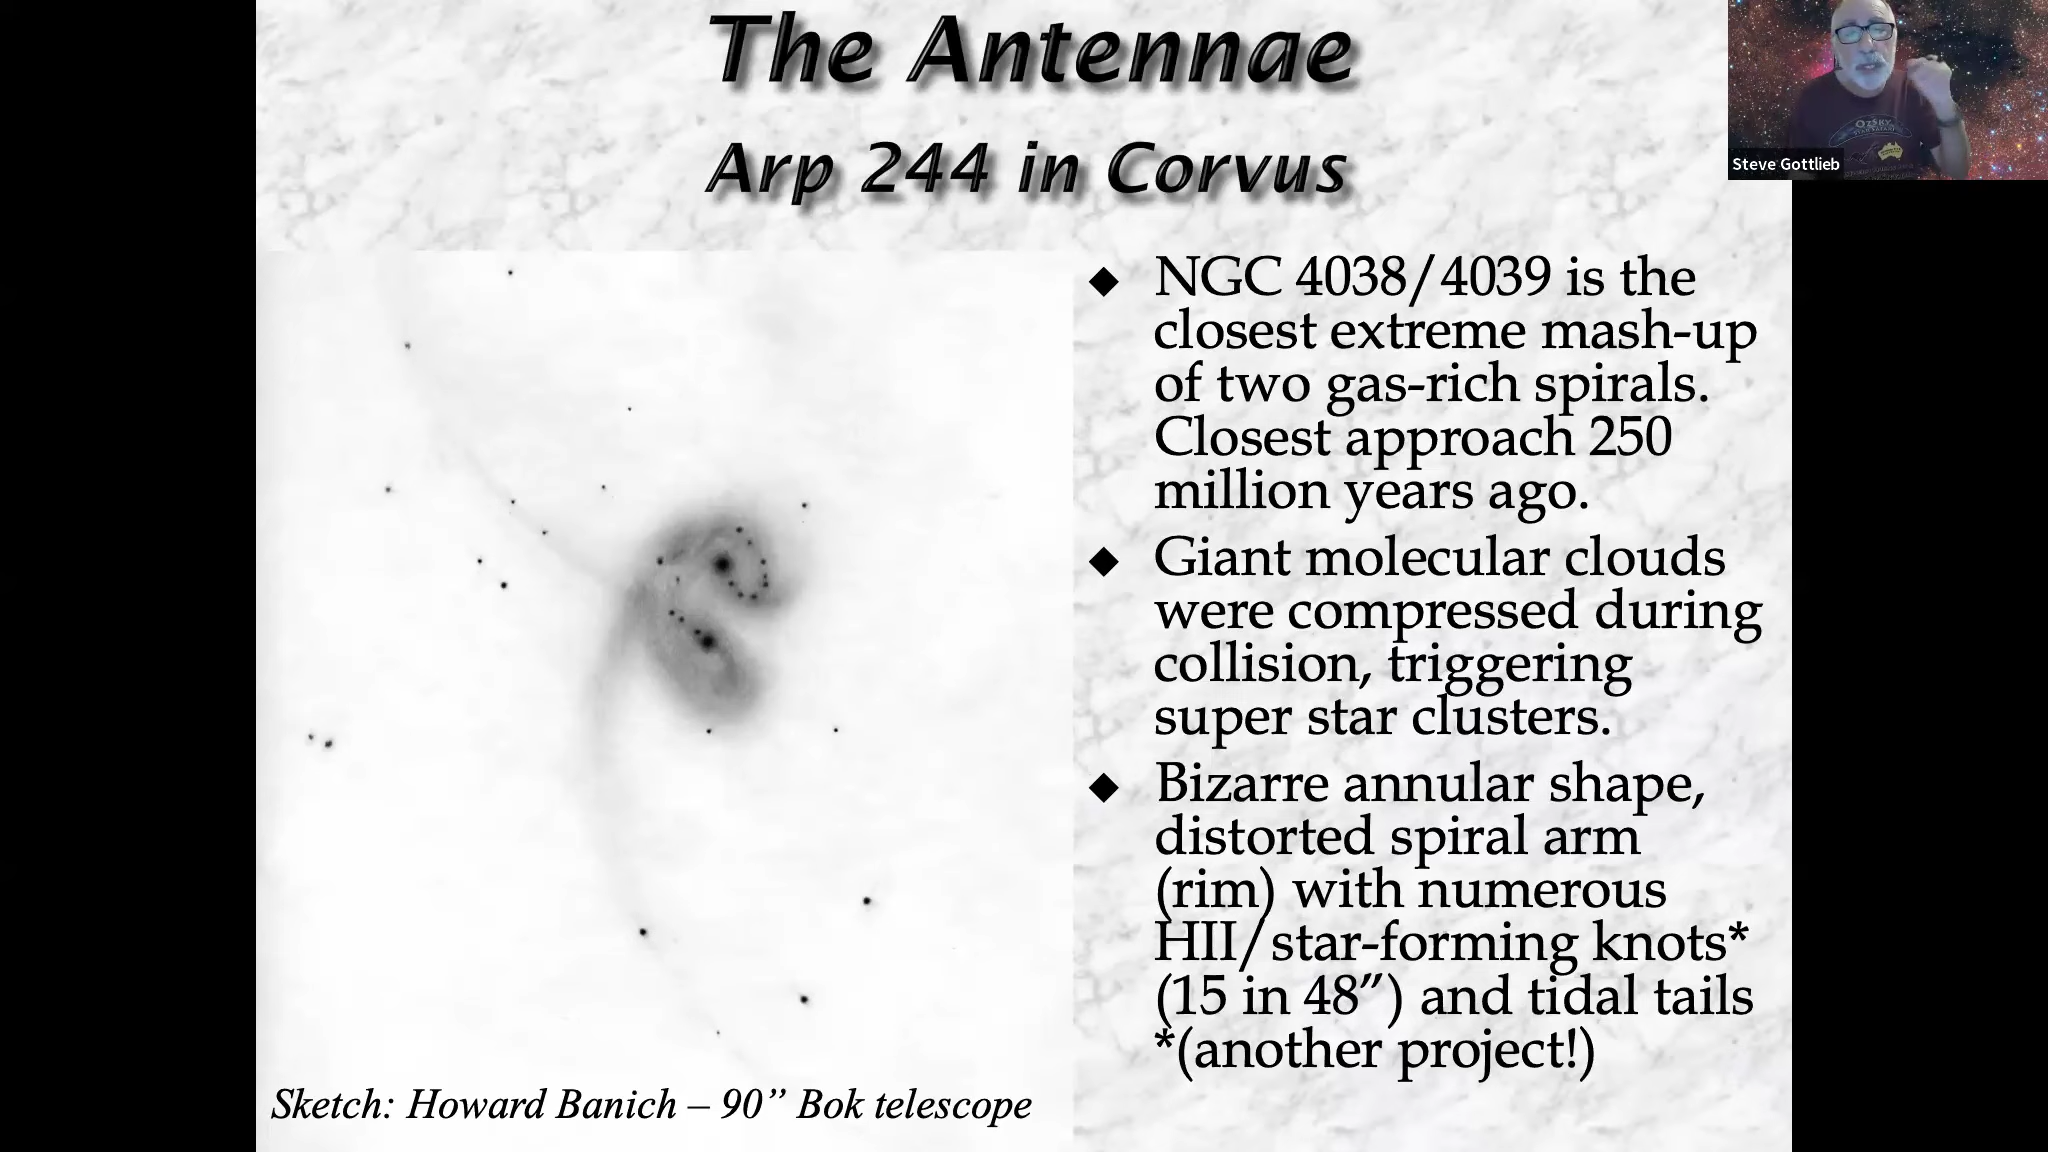 The Antennae
Arp 244 in Corvus
Steve Gottlieb
OzSky
NGC 4038/4039 is the
closest extreme mash-up
of two gas-rich spirals.
Closest approach 250
million years ago.
◆ Giant molecular clouds
were compressed during
collision, triggering
super star clusters.
◆ Bizarre annular shape,
distorted spiral arm
(rim) with numerous
HII/star-forming knots*
(15 in 48″) and tidal tails
*(another project!)
Sketch: Howard Banich – 90” Bok telescope